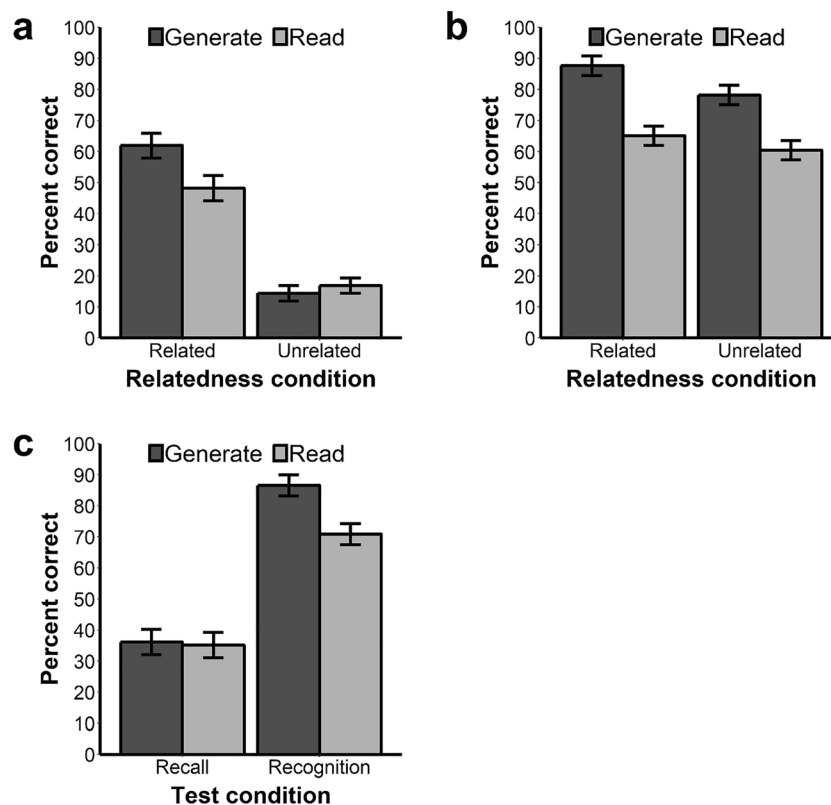 a
Generate Read
Percent correct
100
90
80
70
60
50
40
30
20
10
0
Related Unrelated
Relatedness condition
b
Generate Read
Percent correct
100
90
80
70
60
50
40
30
20
10
0
Related Unrelated
Relatedness condition
c
Generate Read
Percent correct
100
90
80
70
60
50
40
30
20
10
0
Recall Recognition
Test condition